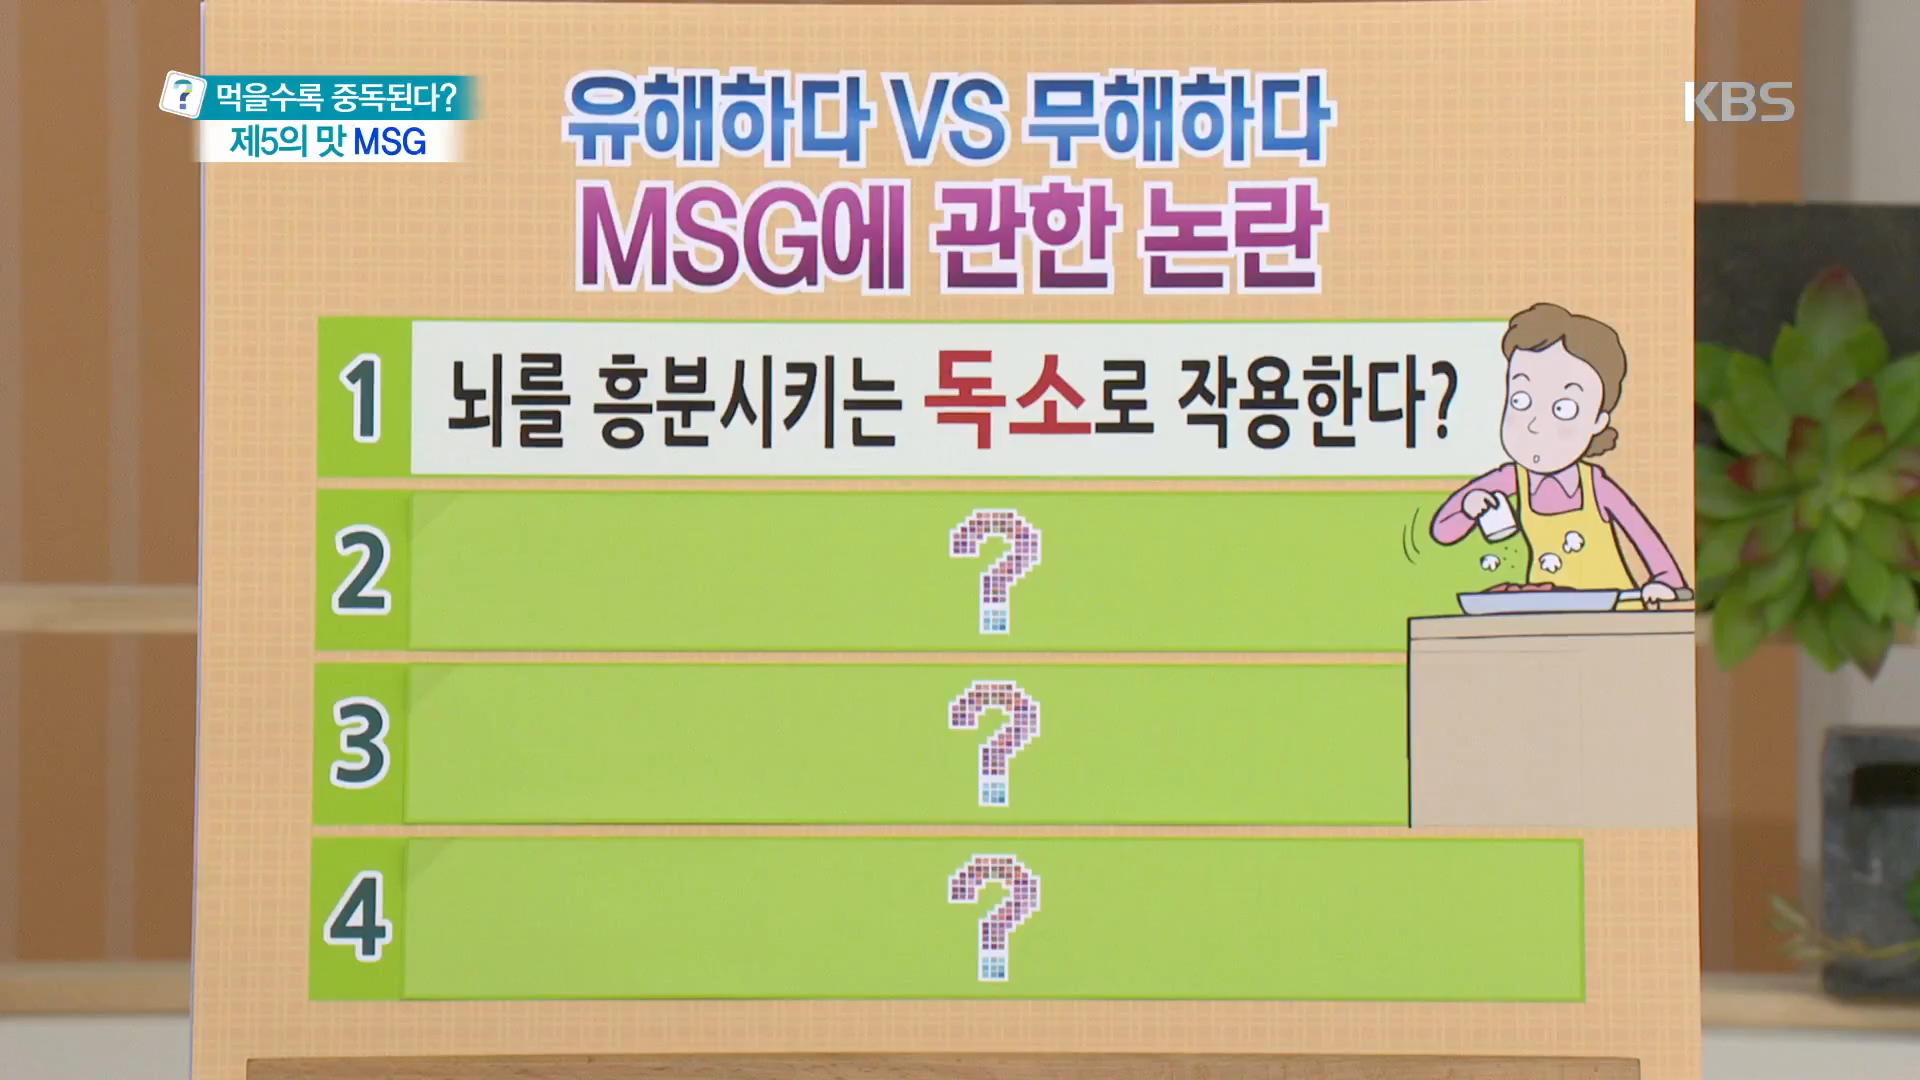 ? 먹을수록 중독된다?
제5의 맛 MSG
KBS
유해하다 VS 무해하다
MSG에 관한 논란
1 뇌를 흥분시키는 독소로 작용한다?
2 ?
3 ?
4 ?